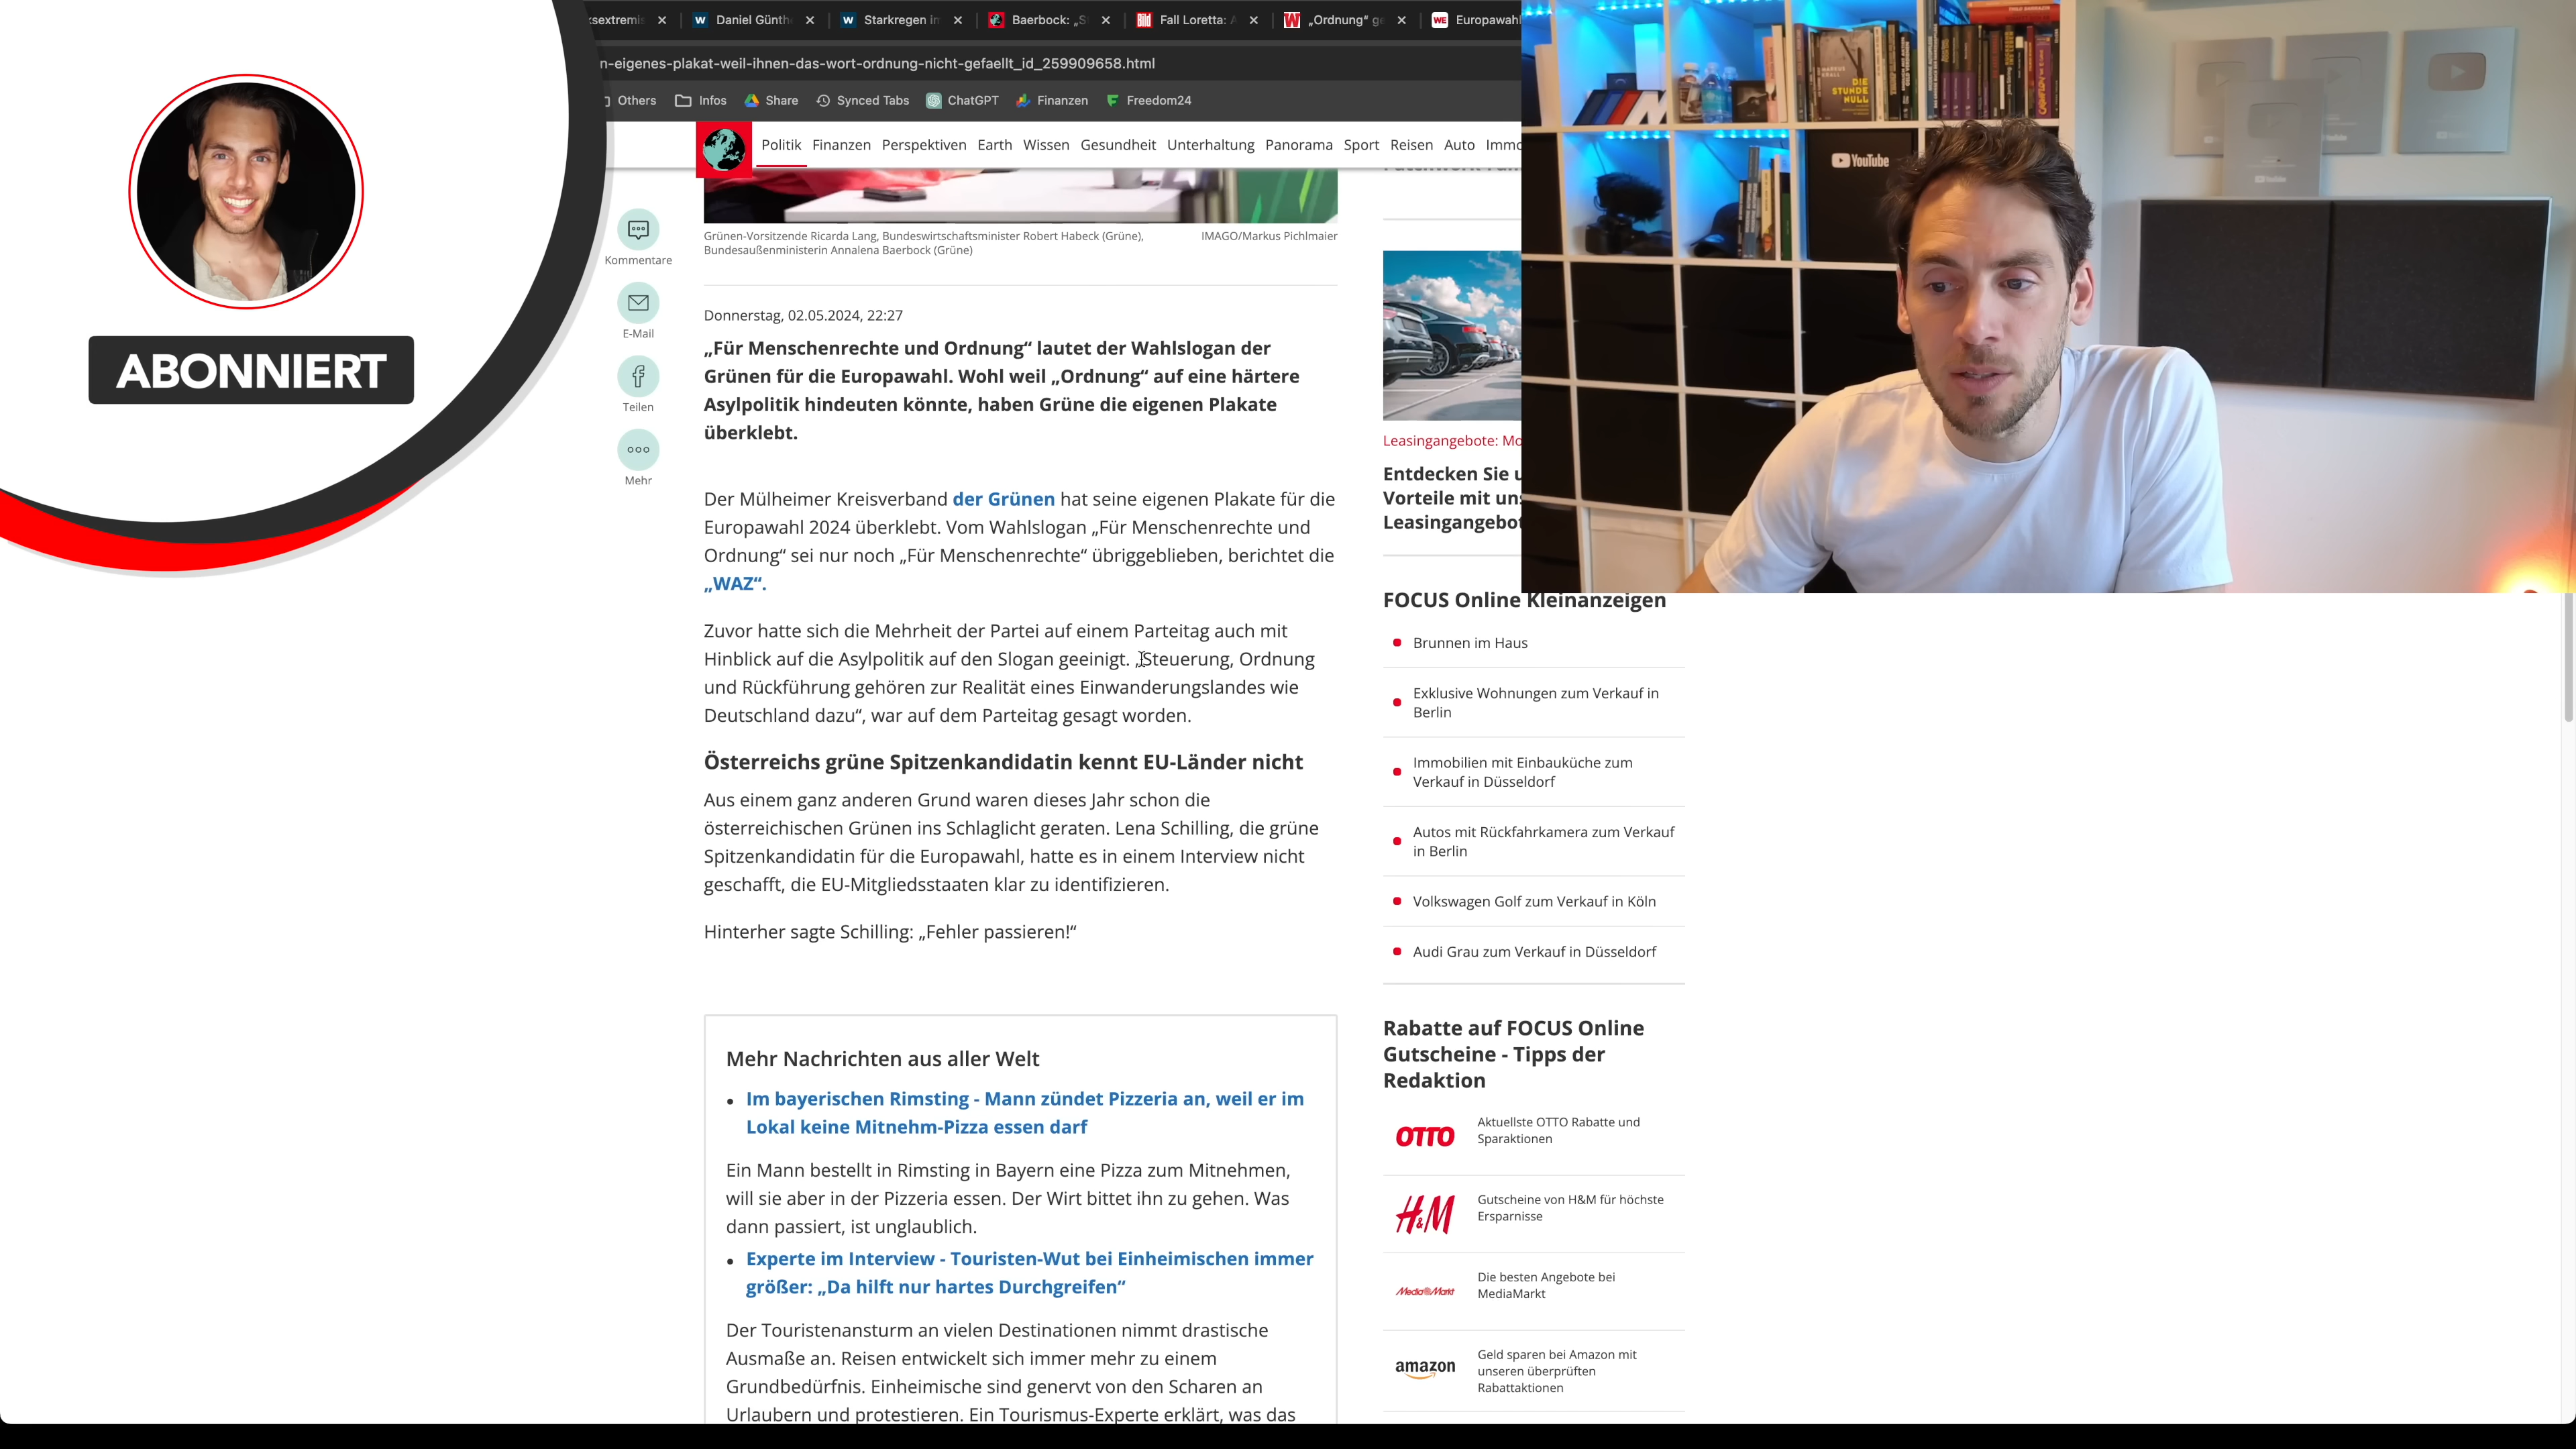 Daniel Günth
Starkregen in
Baerbock: „S
Fall Loretta: A
„Ordnung“ ge
Europawahl
n-eigenes-plakat-weil-ihnen-das-wort-ordnung-nicht-gefaellt_id_259909658.html
Others
Infos
Share
Synced Tabs
ChatGPT
Finanzen
Freedom24
Politik Finanzen Perspektiven Earth Wissen Gesundheit Unterhaltung Panorama Sport Reisen Auto Immo
ABONNIERT
DIE STUNDE NULL
YouTube
Kommentare
E-Mail
Teilen
Mehr
Grünen-Vorsitzende Ricarda Lang, Bundeswirtschaftsminister Robert Habeck (Grüne),
Bundesaußenministerin Annalena Baerbock (Grüne)
IMAGO/Markus Pichlmaier
Donnerstag, 02.05.2024, 22:27
„Für Menschenrechte und Ordnung“ lautet der Wahlslogan der
Grünen für die Europawahl. Wohl weil „Ordnung“ auf eine härtere
Asylpolitik hindeuten könnte, haben Grüne die eigenen Plakate
überklebt.
Der Mülheimer Kreisverband der Grünen hat seine eigenen Plakate für die
Europawahl 2024 überklebt. Vom Wahlslogan „Für Menschenrechte und
Ordnung“ sei nur noch „Für Menschenrechte“ übriggeblieben, berichtet die
„WAZ“.
Zuvor hatte sich die Mehrheit der Partei auf einem Parteitag auch mit
Hinblick auf die Asylpolitik auf den Slogan geeinigt. „Steuerung, Ordnung
und Rückführung gehören zur Realität eines Einwanderungslandes wie
Deutschland dazu“, war auf dem Parteitag gesagt worden.
Österreichs grüne Spitzenkandidatin kennt EU-Länder nicht
Aus einem ganz anderen Grund waren dieses Jahr schon die
österreichischen Grünen ins Schlaglicht geraten. Lena Schilling, die grüne
Spitzenkandidatin für die Europawahl, hatte es in einem Interview nicht
geschafft, die EU-Mitgliedsstaaten klar zu identifizieren.
Hinterher sagte Schilling: „Fehler passieren!“
Mehr Nachrichten aus aller Welt
Im bayerischen Rimsting - Mann zündet Pizzeria an, weil er im
Lokal keine Mitnehm-Pizza essen darf
Ein Mann bestellt in Rimsting in Bayern eine Pizza zum Mitnehmen,
will sie aber in der Pizzeria essen. Der Wirt bittet ihn zu gehen. Was
dann passiert, ist unglaublich.
Experte im Interview - Touristen-Wut bei Einheimischen immer
größer: „Da hilft nur hartes Durchgreifen“
Der Touristenansturm an vielen Destinationen nimmt drastische
Ausmaße an. Reisen entwickelt sich immer mehr zu einem
Grundbedürfnis. Einheimische sind genervt von den Scharen an
Urlaubern und protestieren. Ein Tourismus-Experte erklärt, was das
Leasingangebote: Mo
Entdecken Sie u
Vorteile mit uns
Leasingangebot
FOCUS Online Kleinanzeigen
Brunnen im Haus
Exklusive Wohnungen zum Verkauf in
Berlin
Immobilien mit Einbauküche zum
Verkauf in Düsseldorf
Autos mit Rückfahrkamera zum Verkauf
in Berlin
Volkswagen Golf zum Verkauf in Köln
Audi Grau zum Verkauf in Düsseldorf
Rabatte auf FOCUS Online
Gutscheine - Tipps der
Redaktion
OTTO
Aktuellste OTTO Rabatte und
Sparaktionen
H&M
Gutscheine von H&M für höchste
Ersparnisse
MediaMarkt
Die besten Angebote bei
MediaMarkt
amazon
Geld sparen bei Amazon mit
unseren überprüften
Rabattaktionen